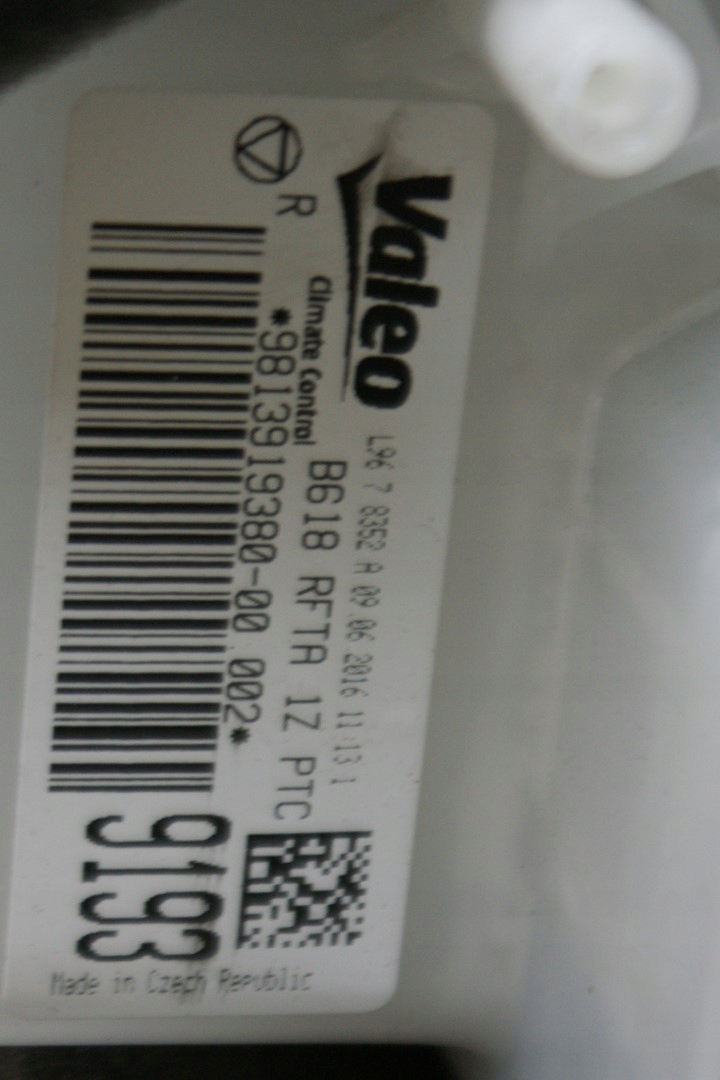 Valeo
Climate Control
L96 7 8352 A 09.06 2016 11:13 1
B618 RFTA 1Z PTC
R
*9813919380-00 002*
9193
Made in Czech Republic